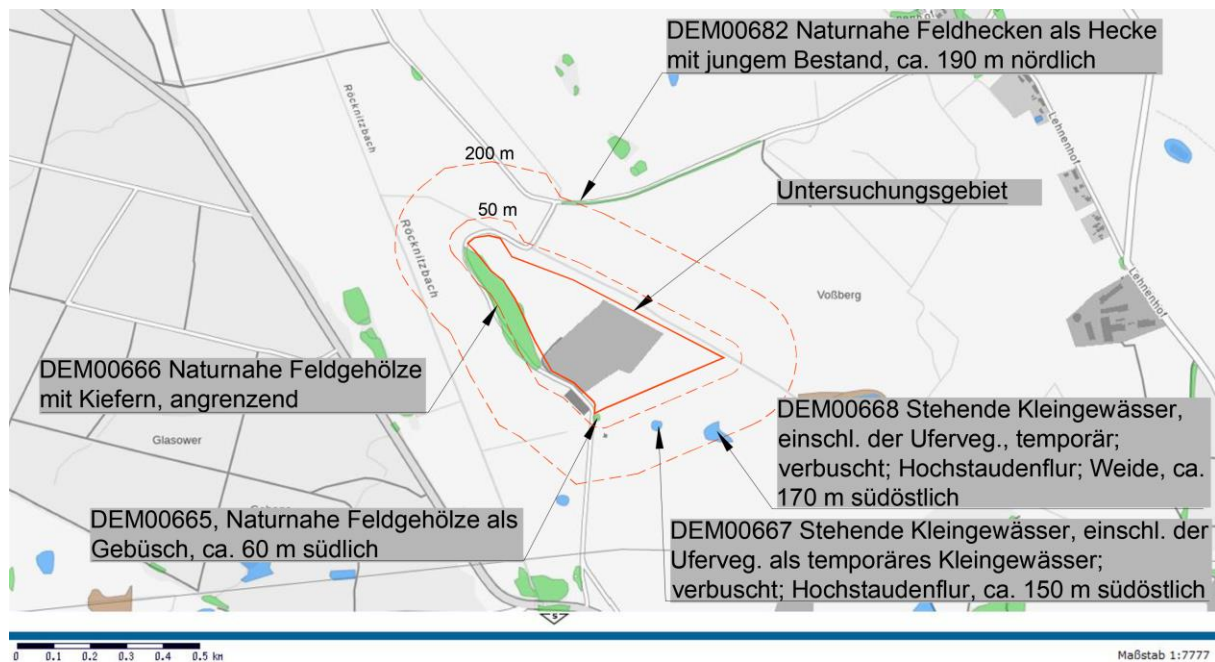 DEM00682 Naturnahe Feldhecken als Hecke
mit jungem Bestand, ca. 190 m nördlich
Lehnenhof
Röcknitzbach
200 m
Untersuchungsgebiet
50 m
Röcknitzbach
Lehnenhof
Voßberg
DEM00666 Naturnahe Feldgehölze
mit Kiefern, angrenzend
Glasower
DEM00668 Stehende Kleingewässer,
einschl. der Uferveg., temporär;
verbuscht; Hochstaudenflur; Weide, ca.
170 m südöstlich
DEM00665, Naturnahe Feldgehölze als
Gebüsch, ca. 60 m südlich
DEM00667 Stehende Kleingewässer, einschl. der
Uferveg. als temporäres Kleingewässer;
verbuscht; Hochstaudenflur, ca. 150 m südöstlich
S
0 0.1 0.2 0.3 0.4 0.5 km
Maßstab 1:7777